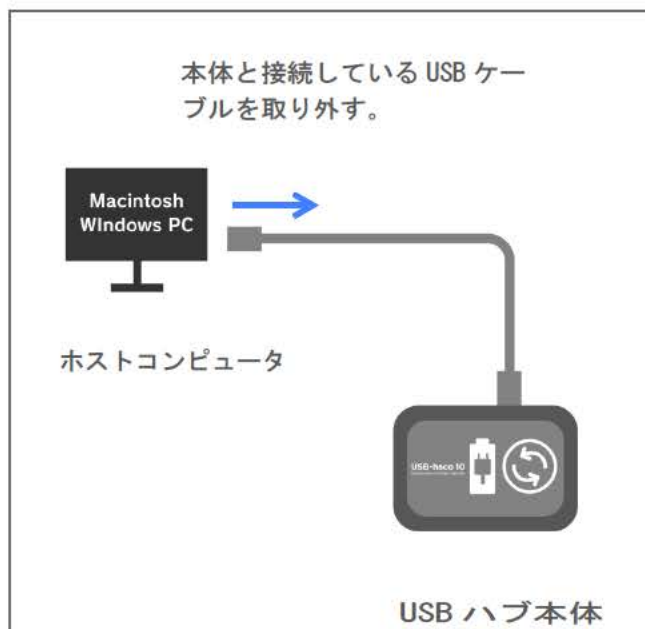 本体と接続している USB ケー
ブルを取り外す。
Macintosh
WIndows PC
ホストコンピュータ
USB-haco 10
USB ハブ本体